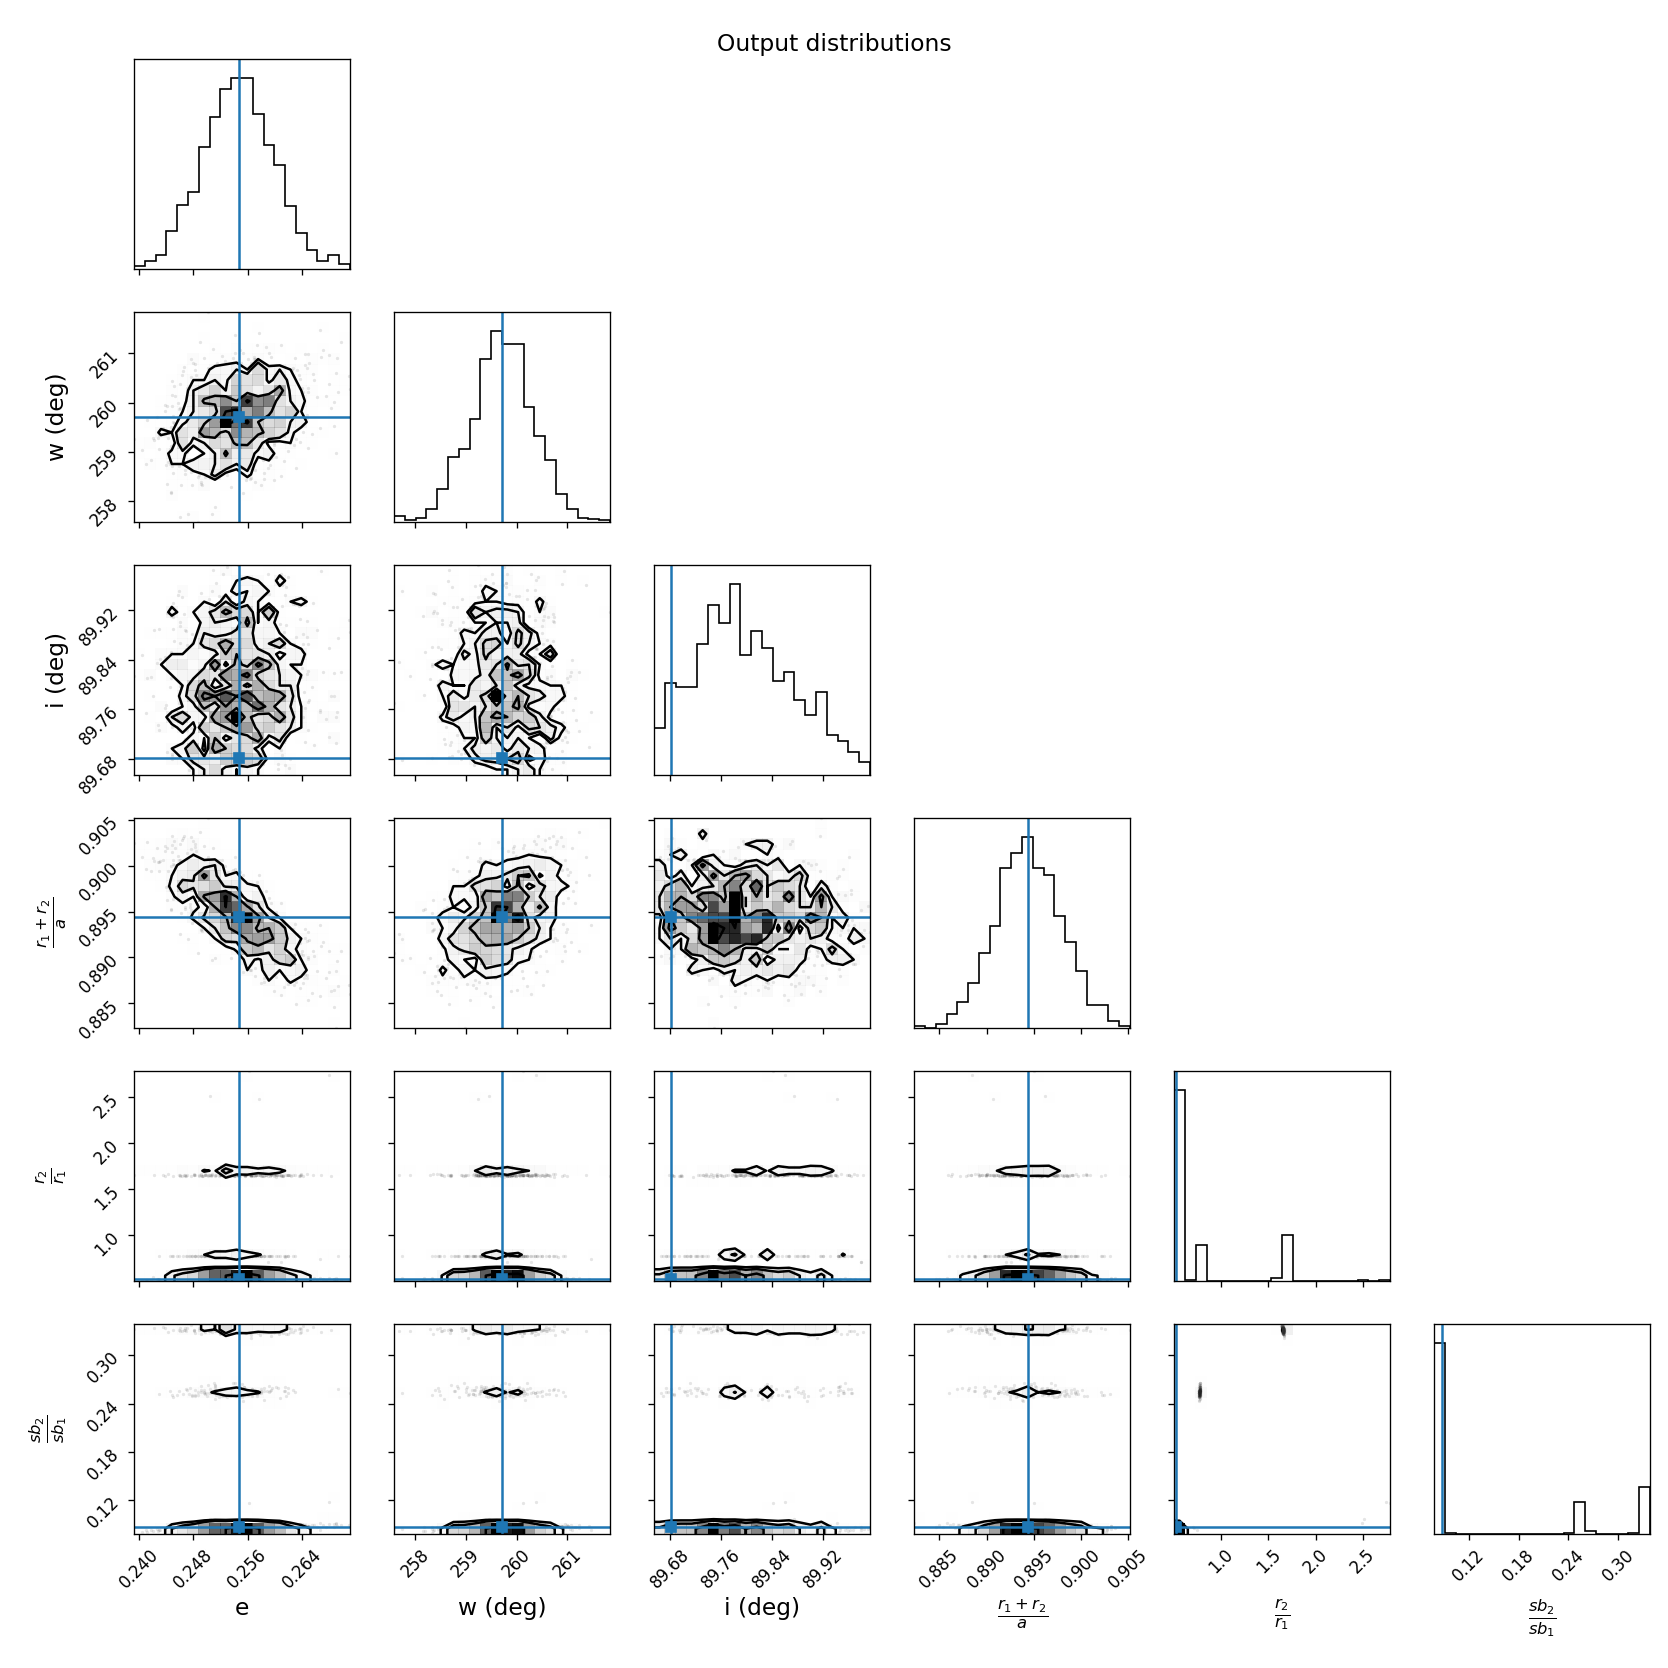 Output distributions
261
260
259
258
w (deg)
89.92
89.84
89.76
89.68
i (deg)
0.905
0.900
0.895
0.890
0.885
r₁ + r₂
a
2.5
2.0
1.5
1.0
r₂
r₁
0.30
0.24
0.18
0.12
sb₂
sb₁
0.240 0.248 0.256 0.264
258 259 260 261
89.68 89.76 89.84 89.92
0.885 0.890 0.895 0.900 0.905
1.0 1.5 2.0 2.5
0.12 0.18 0.24 0.30
e
w (deg)
i (deg)
r₁ + r₂
a
r₂
r₁
sb₂
sb₁